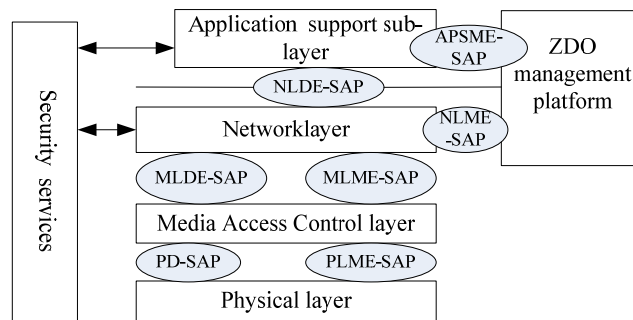 Application support sub-
layer
APSME-
SAP
ZDO
management
platform
NLDE-SAP
Security services
Networklayer
NLME
-SAP
MLDE-SAP
MLME-SAP
Media Access Control layer
PD-SAP
PLME-SAP
Physical layer